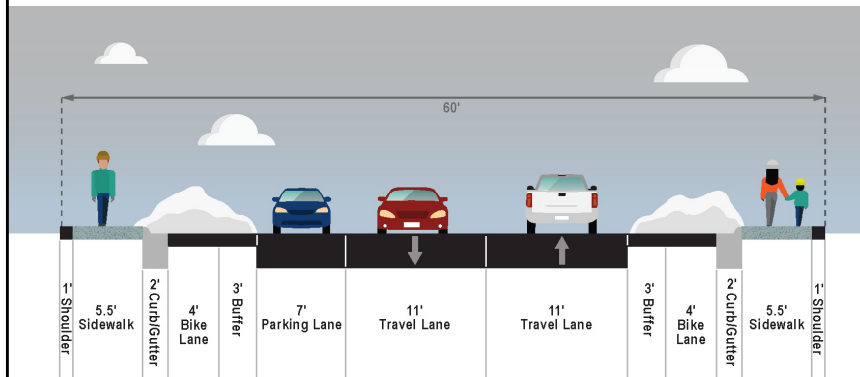 60'
1' Shoulder
5.5'
Sidewalk
2' Curb/Gutter
4'
Bike
Lane
3' Buffer
7'
Parking Lane
11'
Travel Lane
11'
Travel Lane
3' Buffer
4'
Bike
Lane
2' Curb/Gutter
5.5'
Sidewalk
1' Shoulder